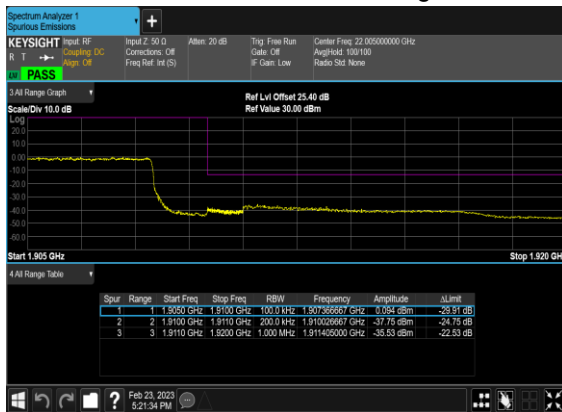 Spectrum Analyzer 1
Spurious Emissions
+
KEYSIGHT Input: RF Input Z: 50 Ω Atten: 20 dB Trig: Free Run Center Freq: 22.005000000 GHz
R T Coupling: DC Corrections: Off Gate: Off Avg|Hold: 100/100
Align: Off Freq Ref: Int (S) IF Gain: Low Radio Std: None
PASS
3 All Range Graph
Ref Lvl Offset 25.40 dB
Scale/Div 10.0 dB Ref Value 30.00 dBm
Log
20.0
10.0
0.00
-10.0
-20.0
-30.0
-40.0
-50.0
-60.0
Start 1.905 GHz Stop 1.920 GH
4 All Range Table
Spur Range Start Freq Stop Freq RBW Frequency Amplitude ΔLimit
1 1 1.9050 GHz 1.9100 GHz 100.0 kHz 1.907366667 GHz 0.094 dBm -29.91 dB
2 2 1.9100 GHz 1.9110 GHz 200.0 kHz 1.910026667 GHz -37.75 dBm -24.75 dB
3 3 1.9110 GHz 1.9200 GHz 1.000 MHz 1.911405000 GHz -35.53 dBm -22.53 dB
? Feb 23, 2023
5:21:34 PM